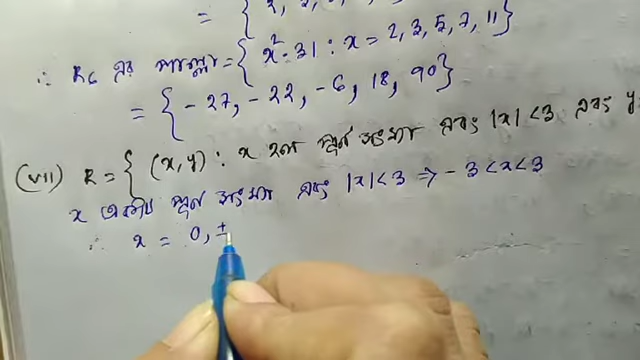 = {
∴ R6 এর পাল্লা = { x² - 31 : x = 2, 3, 5, 7, 11 }
= { -27, -22, -6, 18, 90 }
(vii) R = { (x, y) : x হল পূর্ণ সংখ্যা এবং |x| < 3 এবং y
x একটি পূর্ণ সংখ্যা এবং |x| < 3 ⇒ -3 < x < 3
∴ x = 0, ±